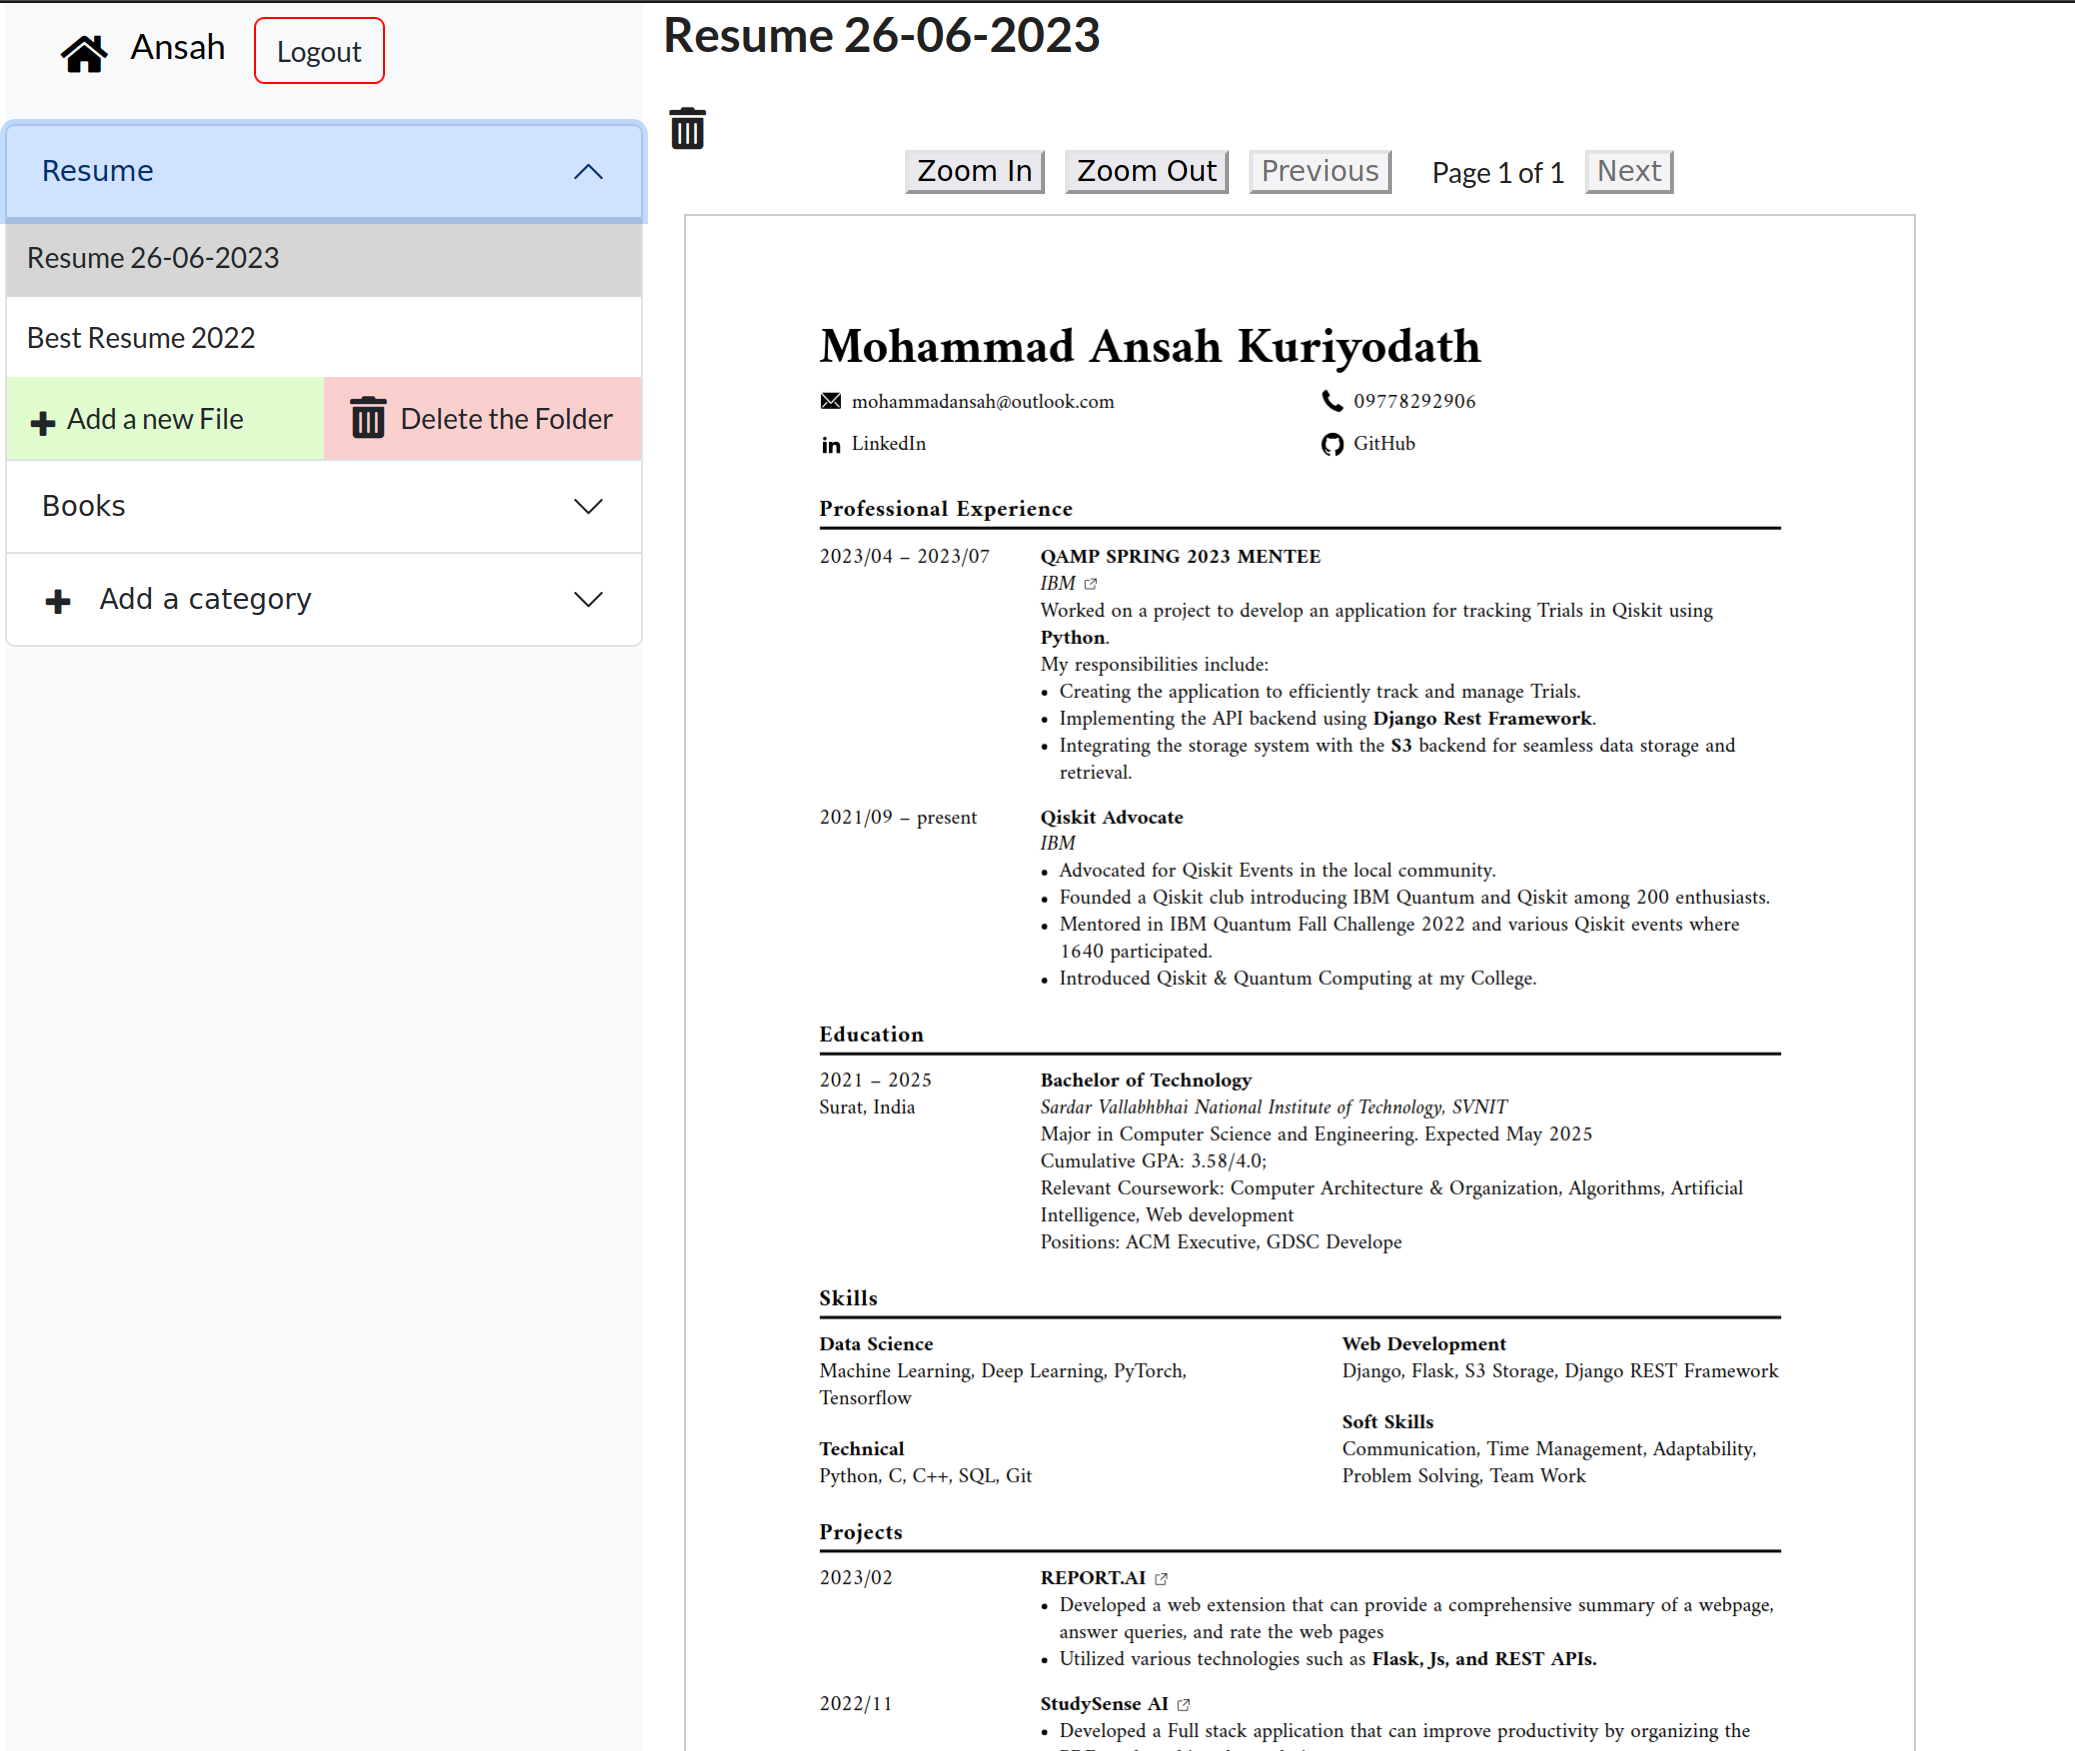 Ansah
Logout
Resume
Resume 26-06-2023
Best Resume 2022
Add a new File
Delete the Folder
Books
Add a category
Resume 26-06-2023
Zoom In
Zoom Out
Previous
Page 1 of 1
Next
Mohammad Ansah Kuriyodath
mohammadansah@outlook.com
09778292906
LinkedIn
GitHub
Professional Experience
2023/04 – 2023/07
QAMP SPRING 2023 MENTEE
IBM
Worked on a project to develop an application for tracking Trials in Qiskit using
Python.
My responsibilities include:
• Creating the application to efficiently track and manage Trials.
• Implementing the API backend using Django Rest Framework.
• Integrating the storage system with the S3 backend for seamless data storage and
retrieval.
2021/09 – present
Qiskit Advocate
IBM
• Advocated for Qiskit Events in the local community.
• Founded a Qiskit club introducing IBM Quantum and Qiskit among 200 enthusiasts.
• Mentored in IBM Quantum Fall Challenge 2022 and various Qiskit events where
1640 participated.
• Introduced Qiskit & Quantum Computing at my College.
Education
2021 – 2025
Surat, India
Bachelor of Technology
Sardar Vallabhbhai National Institute of Technology, SVNIT
Major in Computer Science and Engineering. Expected May 2025
Cumulative GPA: 3.58/4.0;
Relevant Coursework: Computer Architecture & Organization, Algorithms, Artificial
Intelligence, Web development
Positions: ACM Executive, GDSC Develope
Skills
Data Science
Machine Learning, Deep Learning, PyTorch,
Tensorflow
Technical
Python, C, C++, SQL, Git
Web Development
Django, Flask, S3 Storage, Django REST Framework
Soft Skills
Communication, Time Management, Adaptability,
Problem Solving, Team Work
Projects
2023/02
REPORT.AI
• Developed a web extension that can provide a comprehensive summary of a webpage,
answer queries, and rate the web pages
• Utilized various technologies such as Flask, Js, and REST APIs.
2022/11
StudySense AI
• Developed a Full stack application that can improve productivity by organizing the